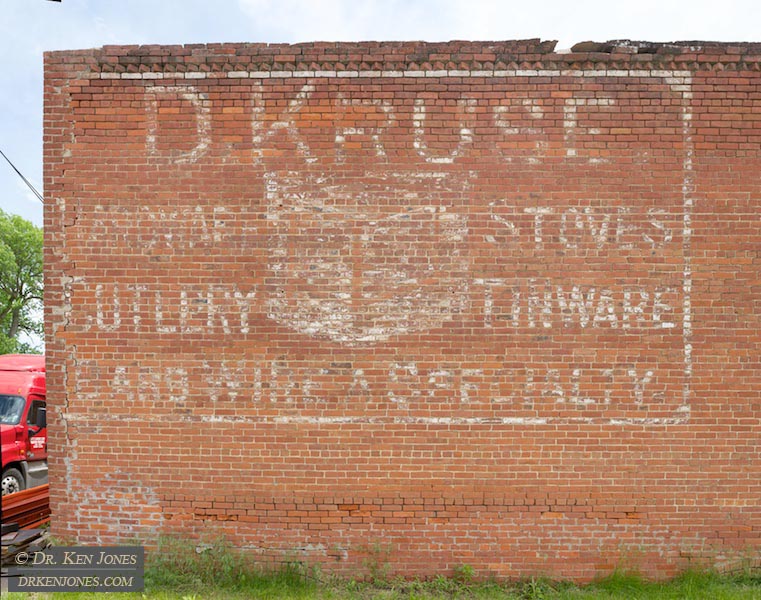 D KRUSE
HARDWARE STOVES
CUTLERY TINWARE
BARB WIRE A SPECIALTY.
© DR. KEN JONES
DRKENJONES.COM